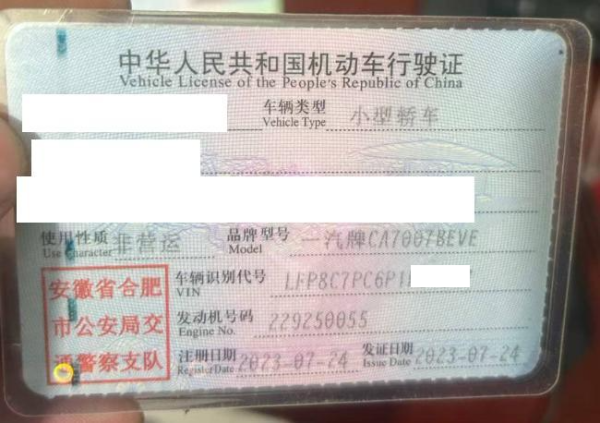 中华人民共和国机动车行驶证
Vehicle License of the People's Republic of China
车辆类型 小型轿车
Vehicle Type
使用性质 非营运 品牌型号 一汽牌CA7007BEVE
Use Character Model
车辆识别代号 LFP8C7PC6P1
VIN
发动机号码 229250055
Engine No.
注册日期 2023-07-24 发证日期 2023-07-24
Register Date Issue Date
安徽省合肥
市公安局交
通警察支队